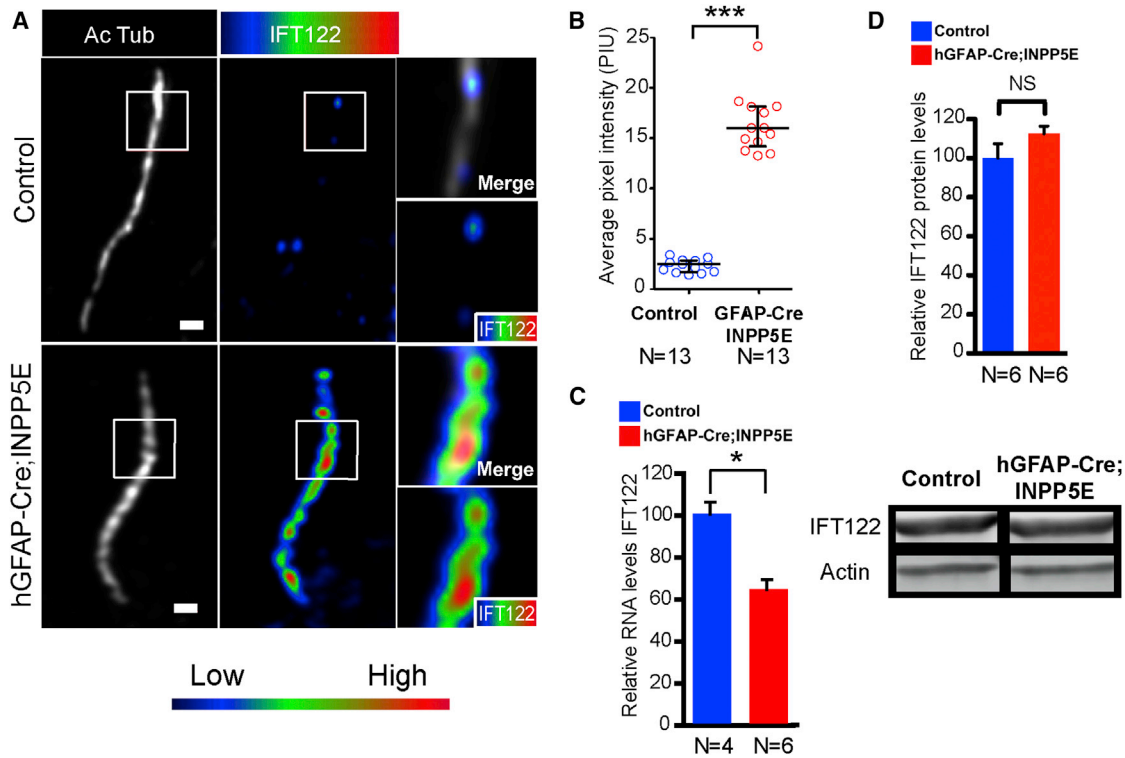 A
Ac Tub
IFT122
Control
Merge
IFT122
hGFAP-Cre;INPP5E
Merge
IFT122
Low
High
B
***
Average pixel intensity (PIU)
25
20
15
10
5
0
Control
GFAP-Cre
INPP5E
N=13
N=13
C
Control
hGFAP-Cre;INPP5E
*
Relative RNA levels IFT122
120
100
80
60
40
20
0
N=4
N=6
D
Control
hGFAP-Cre;INPP5E
NS
Relative IFT122 protein levels
120
100
80
60
40
20
0
N=6
N=6
Control
hGFAP-Cre;
INPP5E
IFT122
Actin